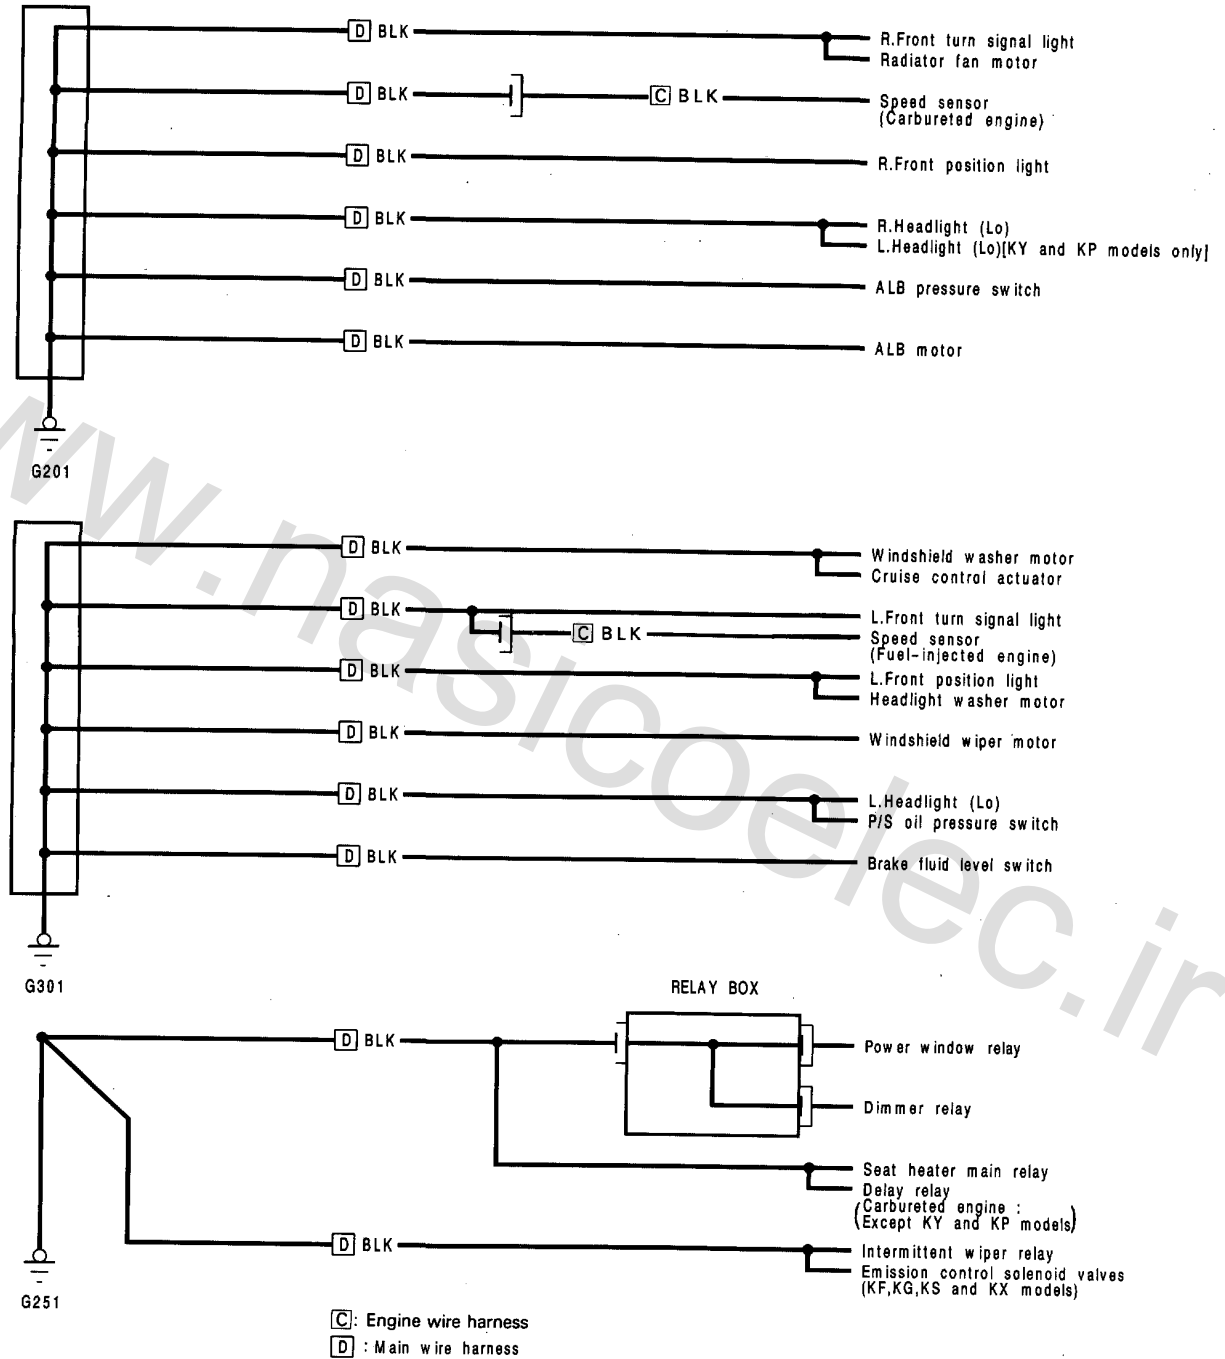 D BLK
R.Front turn signal light
Radiator fan motor
D BLK
C BLK
Speed sensor
(Carbureted engine)
D BLK
R.Front position light
D BLK
R.Headlight (Lo)
L.Headlight (Lo)[KY and KP models only]
D BLK
ALB pressure switch
D BLK
ALB motor
G201
D BLK
Windshield washer motor
Cruise control actuator
D BLK
L.Front turn signal light
C BLK
Speed sensor
(Fuel-injected engine)
D BLK
L.Front position light
Headlight washer motor
D BLK
Windshield wiper motor
D BLK
L.Headlight (Lo)
P/S oil pressure switch
D BLK
Brake fluid level switch
G301
RELAY BOX
D BLK
Power window relay
Dimmer relay
Seat heater main relay
Delay relay
(Carbureted engine :
Except KY and KP models)
D BLK
Intermittent wiper relay
Emission control solenoid valves
(KF,KG,KS and KX models)
G251
C: Engine wire harness
D : Main wire harness
www.nasicoelec.ir